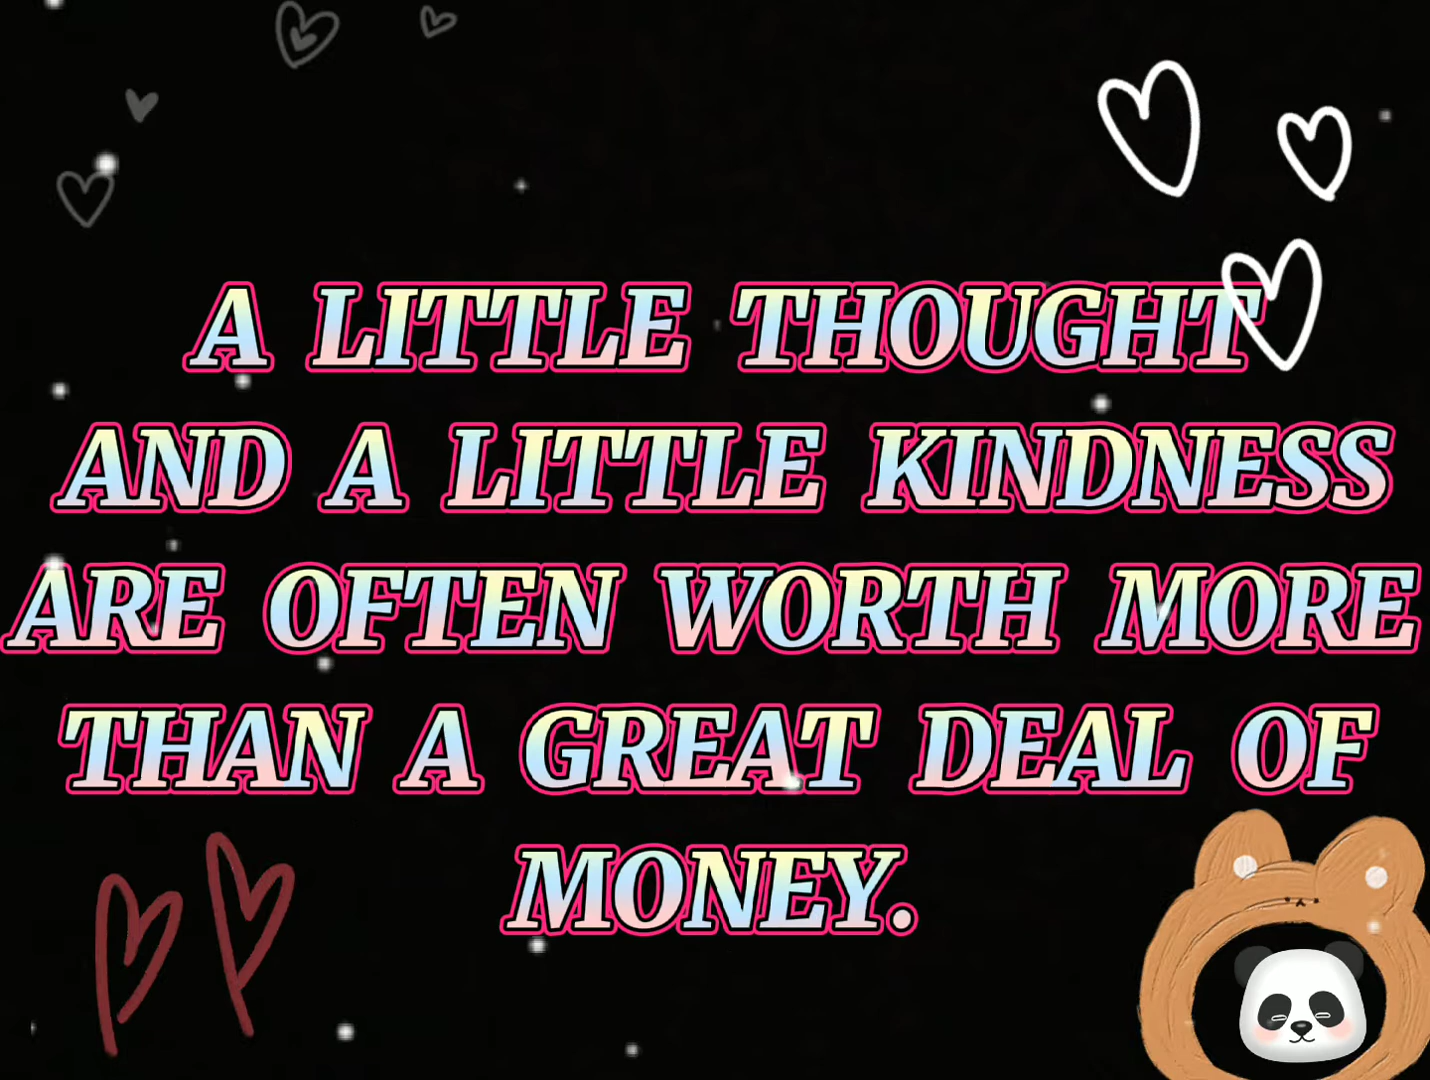 A LITTLE THOUGHT
AND A LITTLE KINDNESS
ARE OFTEN WORTH MORE
THAN A GREAT DEAL OF
MONEY.